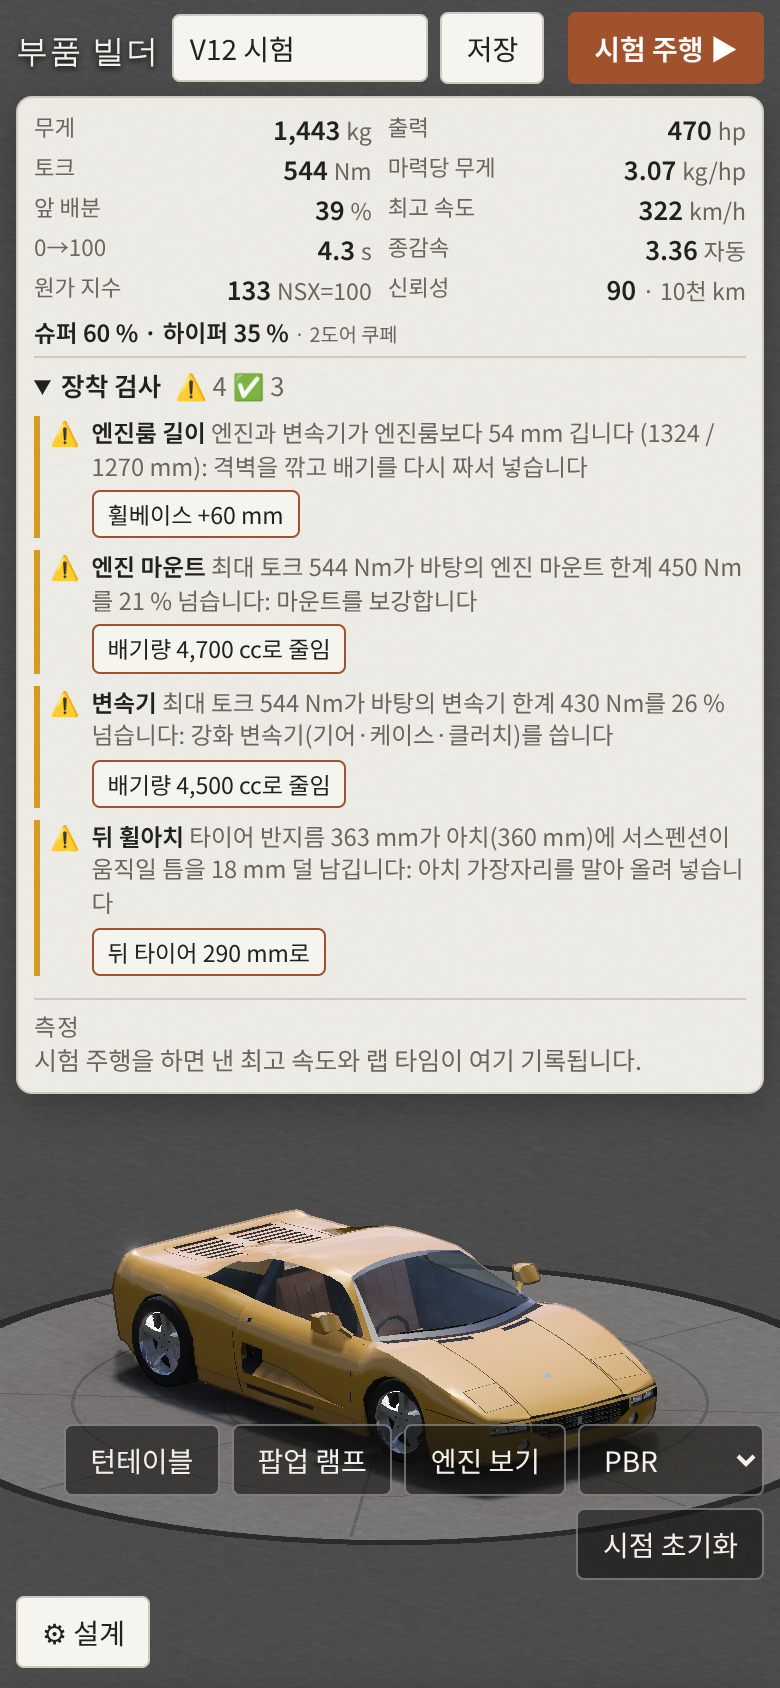 부품 빌더 V12 시험 저장 시험 주행 ▶
무게 1,443 kg 출력 470 hp
토크 544 Nm 마력당 무게 3.07 kg/hp
앞 배분 39 % 최고 속도 322 km/h
0→100 4.3 s 종감속 3.36 자동
원가 지수 133 NSX=100 신뢰성 90 · 10천 km
슈퍼 60 % · 하이퍼 35 % · 2도어 쿠페
▼ 장착 검사 ⚠️ 4 ✅ 3
⚠️ 엔진룸 길이 엔진과 변속기가 엔진룸보다 54 mm 깁니다 (1324 /
1270 mm): 격벽을 깎고 배기를 다시 짜서 넣습니다
휠베이스 +60 mm
⚠️ 엔진 마운트 최대 토크 544 Nm가 바탕의 엔진 마운트 한계 450 Nm
를 21 % 넘습니다: 마운트를 보강합니다
배기량 4,700 cc로 줄임
⚠️ 변속기 최대 토크 544 Nm가 바탕의 변속기 한계 430 Nm를 26 %
넘습니다: 강화 변속기(기어·케이스·클러치)를 씁니다
배기량 4,500 cc로 줄임
⚠️ 뒤 휠아치 타이어 반지름 363 mm가 아치(360 mm)에 서스펜션이
움직일 틈을 18 mm 덜 남깁니다: 아치 가장자리를 말아 올려 넣습니
다
뒤 타이어 290 mm로
측정
시험 주행을 하면 낸 최고 속도와 랩 타임이 여기 기록됩니다.
턴테이블 팝업 램프 엔진 보기 PBR
시점 초기화
⚙ 설계